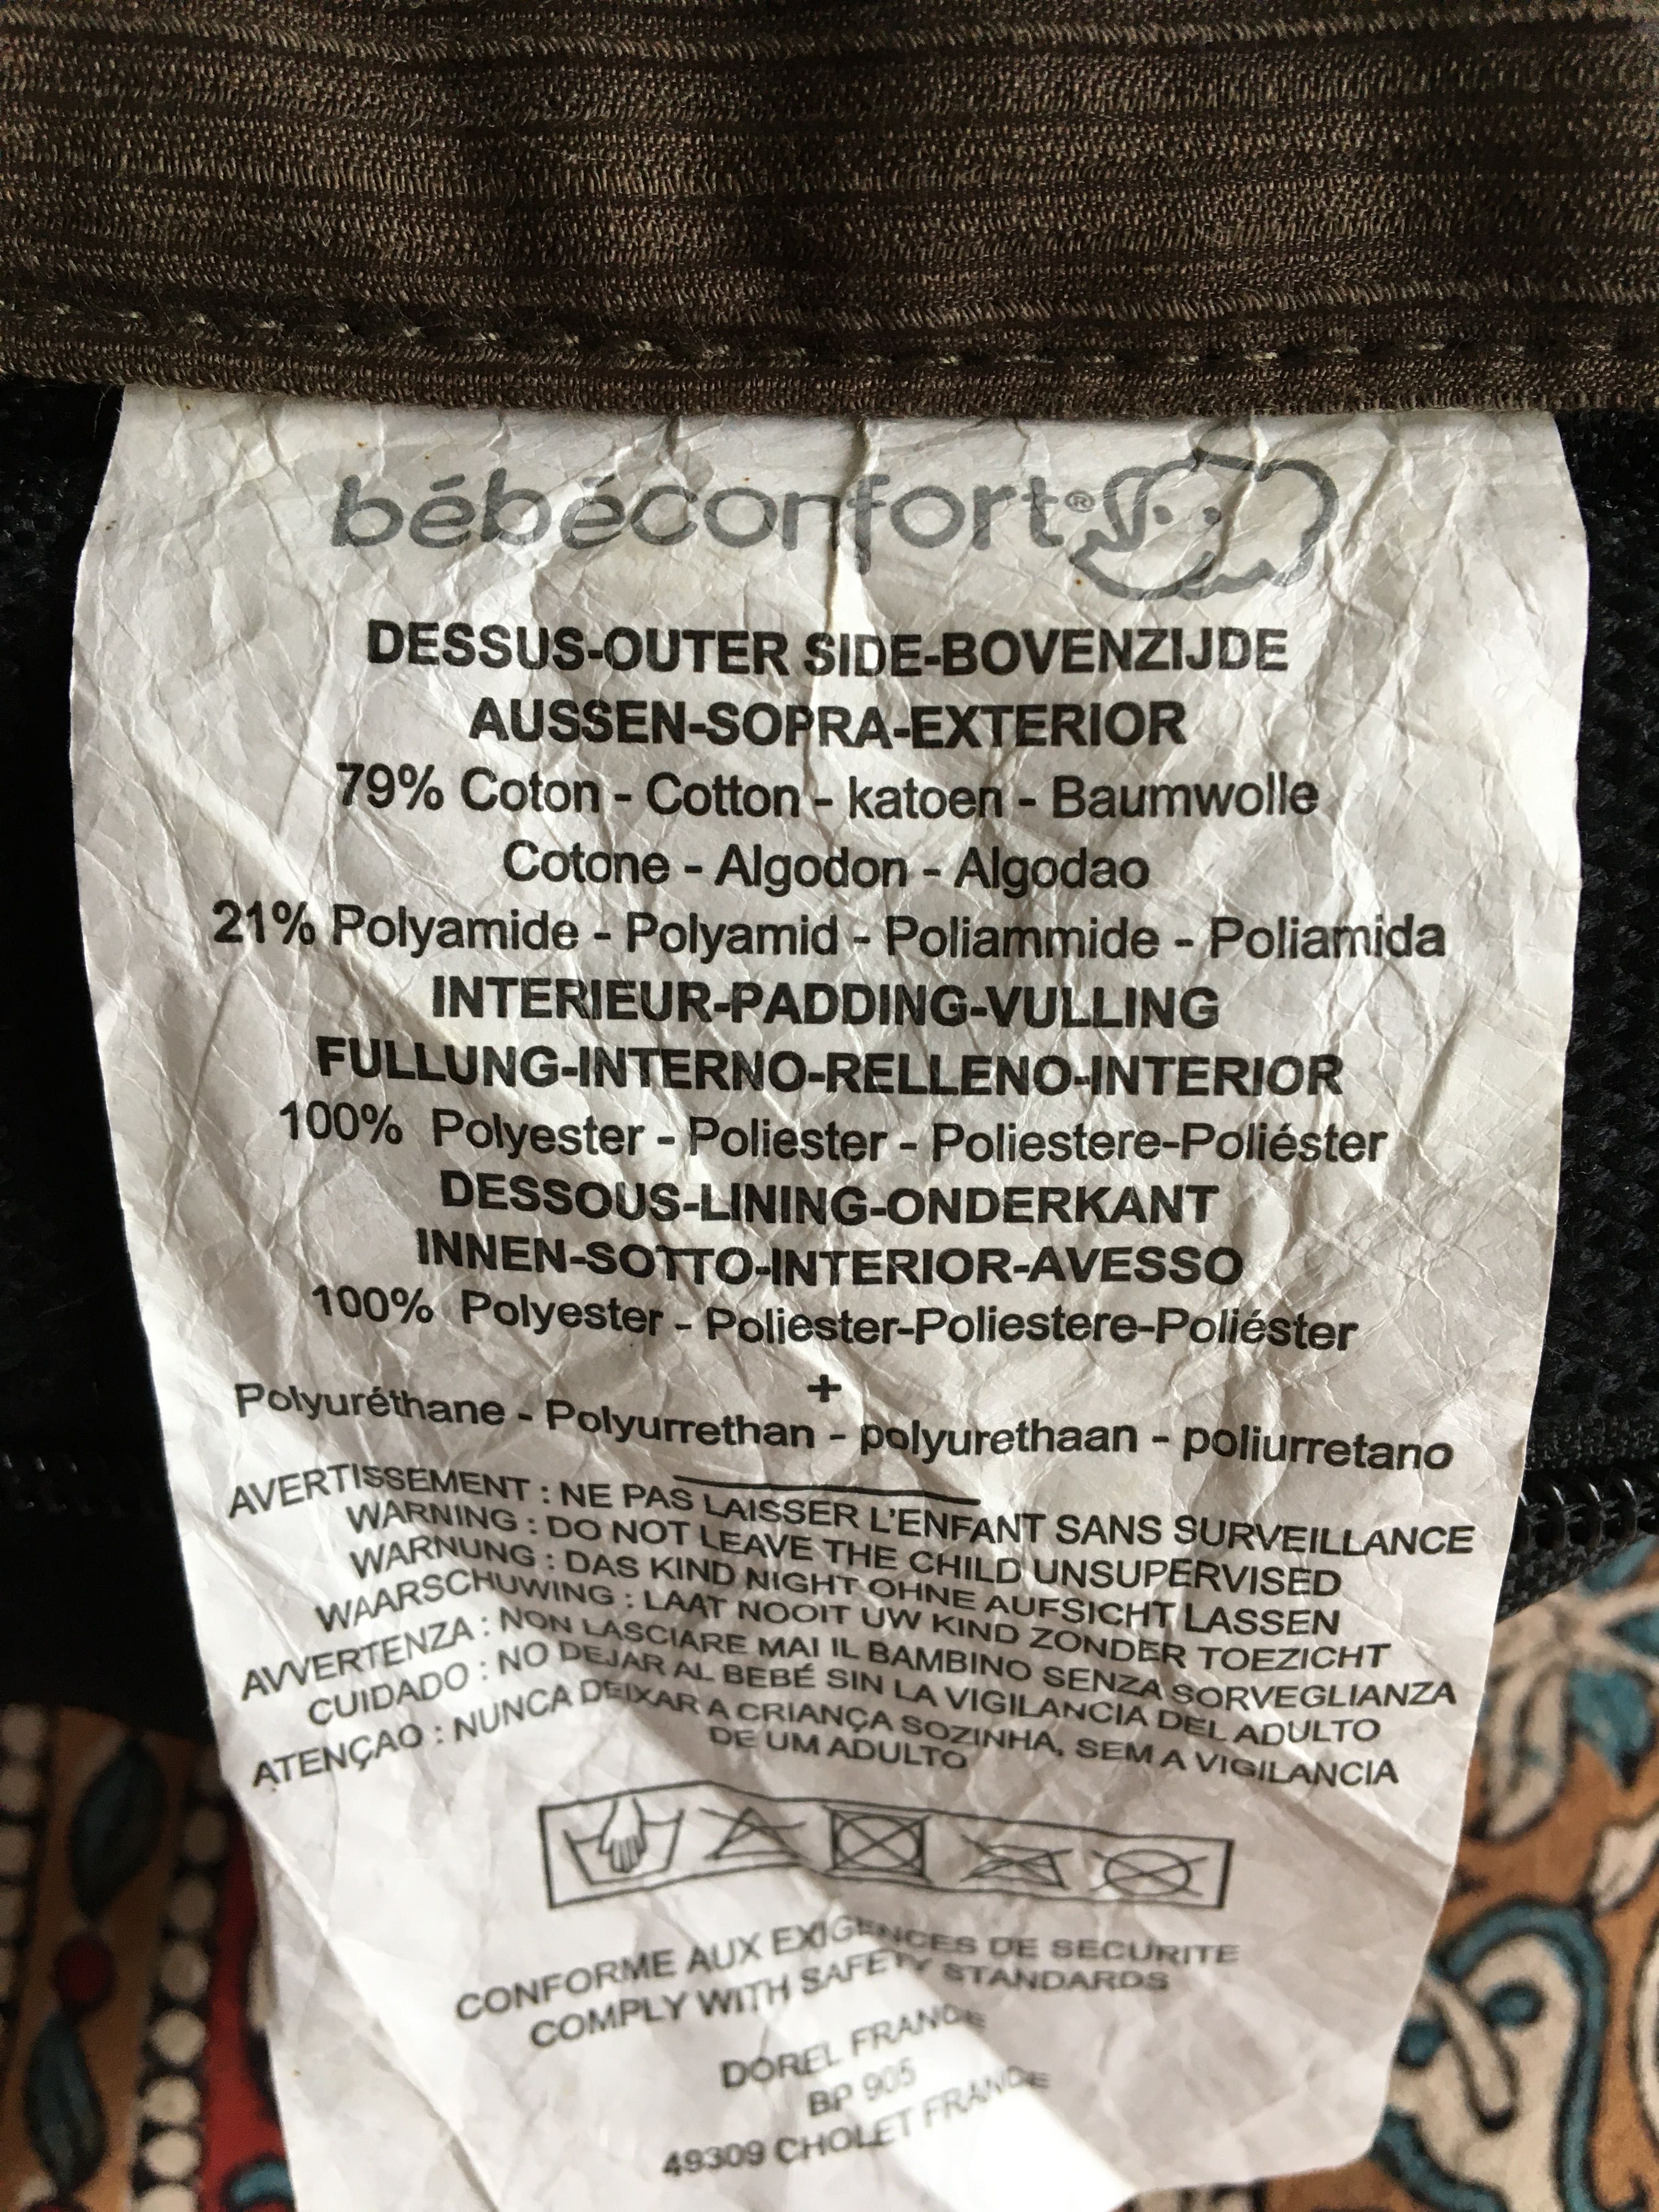 bébéconfort®
DESSUS-OUTER SIDE-BOVENZIJDE
AUSSEN-SOPRA-EXTERIOR
79% Coton - Cotton - katoen - Baumwolle
Cotone - Algodon - Algodao
21% Polyamide - Polyamid - Poliammide - Poliamida
INTERIEUR-PADDING-VULLING
FULLUNG-INTERNO-RELLENO-INTERIOR
100% Polyester - Poliester - Poliestere-Poliéster
DESSOUS-LINING-ONDERKANT
INNEN-SOTTO-INTERIOR-AVESSO
100% Polyester - Poliester-Poliestere-Poliéster
+
Polyuréthane - Polyurrethan - polyurethaan - poliurretano
AVERTISSEMENT : NE PAS LAISSER L'ENFANT SANS SURVEILLANCE
WARNING : DO NOT LEAVE THE CHILD UNSUPERVISED
WARNUNG : DAS KIND NIGHT OHNE AUFSICHT LASSEN
WAARSCHUWING : LAAT NOOIT UW KIND ZONDER TOEZICHT
AVVERTENZA : NON LASCIARE MAI IL BAMBINO SENZA SORVEGLIANZA
CUIDADO : NO DEJAR AL BEBÉ SIN LA VIGILANCIA DEL ADULTO
ATENÇAO : NUNCA DEIXAR A CRIANÇA SOZINHA, SEM A VIGILANCIA
DE UM ADULTO
CONFORME AUX EXIGENCES DE SECURITE
COMPLY WITH SAFETY STANDARDS
DOREL FRANCE
BP 905
49309 CHOLET FRANCE